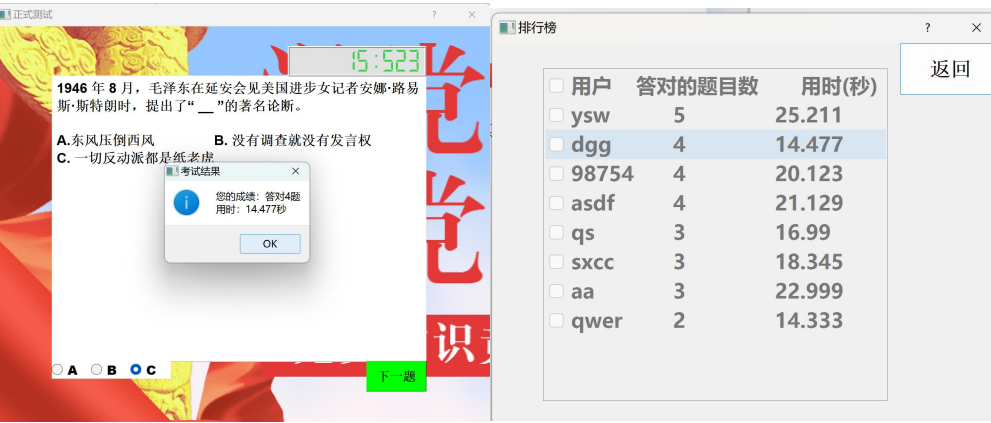 正式测试
15:523
1946 年 8 月，毛泽东在延安会见美国进步女记者安娜·路易
斯·斯特朗时，提出了“__”的著名论断。
A.东风压倒西风 B. 没有调查就没有发言权
C. 一切反动派都是纸老虎
考试结果
您的成绩：答对4题
用时：14.477秒
OK
A B C
下一题
党
党
识
排行榜
返回
用户 答对的题目数 用时(秒)
ysw 5 25.211
dgg 4 14.477
98754 4 20.123
asdf 4 21.129
qs 3 16.99
sxcc 3 18.345
aa 3 22.999
qwer 2 14.333